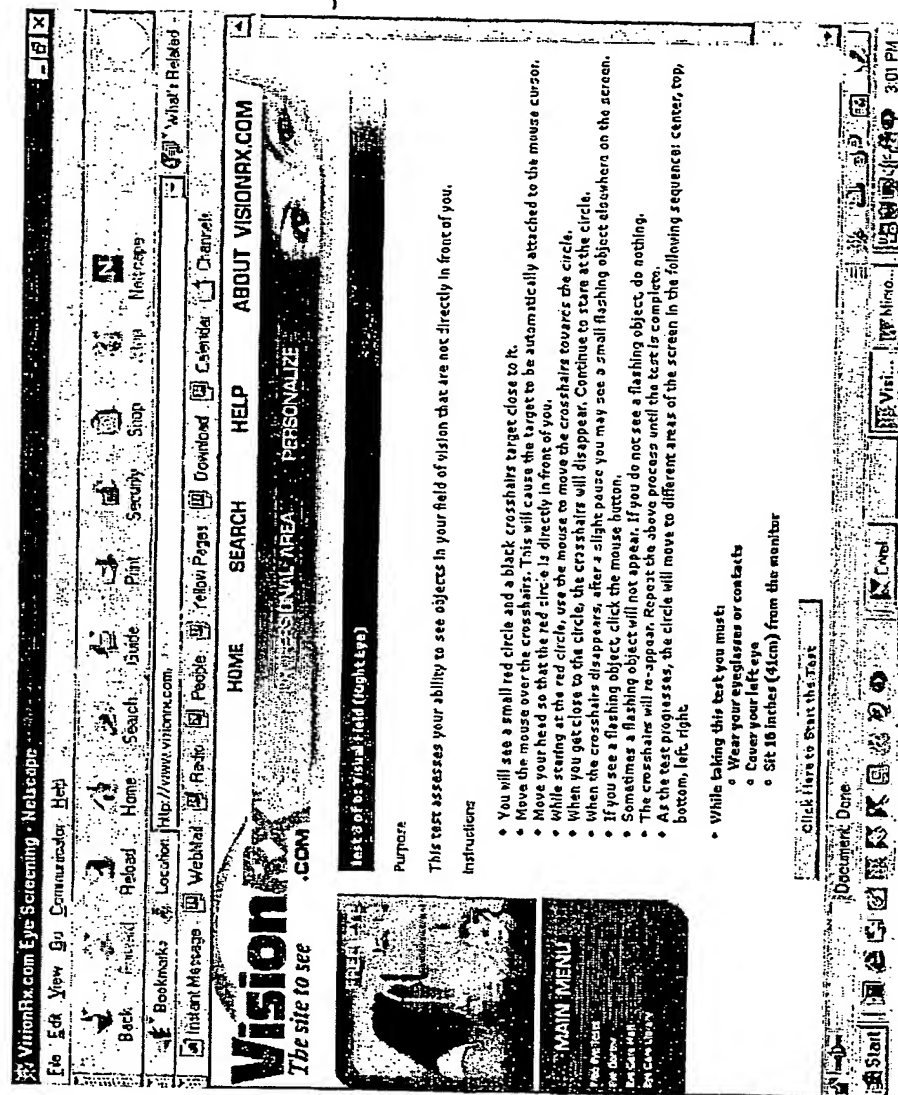 VisionRx.com Eye Screening - Netscape
File Edit View Go Communicator Help
Back Forward Reload Home Search Guide Print Security Shop Stop Netscape
Bookmarks Location: http://www.visionrx.com/ What's Related
Instant Message WebMail Radio People Yellow Pages Download Calendar Channels
VisionRx.COM
The site to see
HOME SEARCH HELP ABOUT VISIONRX.COM
PERSONAL AREA PERSONALIZE
Test 8 of 8: Visual Field (Right Eye)
Purpose
This test assesses your ability to see objects in your field of vision that are not directly in front of you.
Instructions
• You will see a small red circle and a black crosshairs target close to it.
• Move the mouse over the crosshairs. This will cause the target to be automatically attached to the mouse cursor.
• Move your head so that the red circle is directly in front of you.
• While staring at the red circle, use the mouse to move the crosshairs towards the circle.
• When you get close to the circle, the crosshairs will disappear. Continue to stare at the circle.
• When the crosshairs disappears, after a slight pause you may see a small flashing object elsewhere on the screen.
• If you see a flashing object, click the mouse button.
• Sometimes a flashing object will not appear. If you do not see a flashing object, do nothing.
• The crosshairs will re-appear. Repeat the above process until the test is complete.
• As the test progresses, the circle will move to different areas of the screen in the following sequence: center, top,
bottom, left, right
• While taking this test you must:
o Wear your eyeglasses or contacts
o Cover your left eye
o Sit 16 inches (41cm) from the monitor
Click Here to Start the Test
MAIN MENU
Eye Care Library
Document: Done
Start Corel Visi... Micro... 3:01 PM